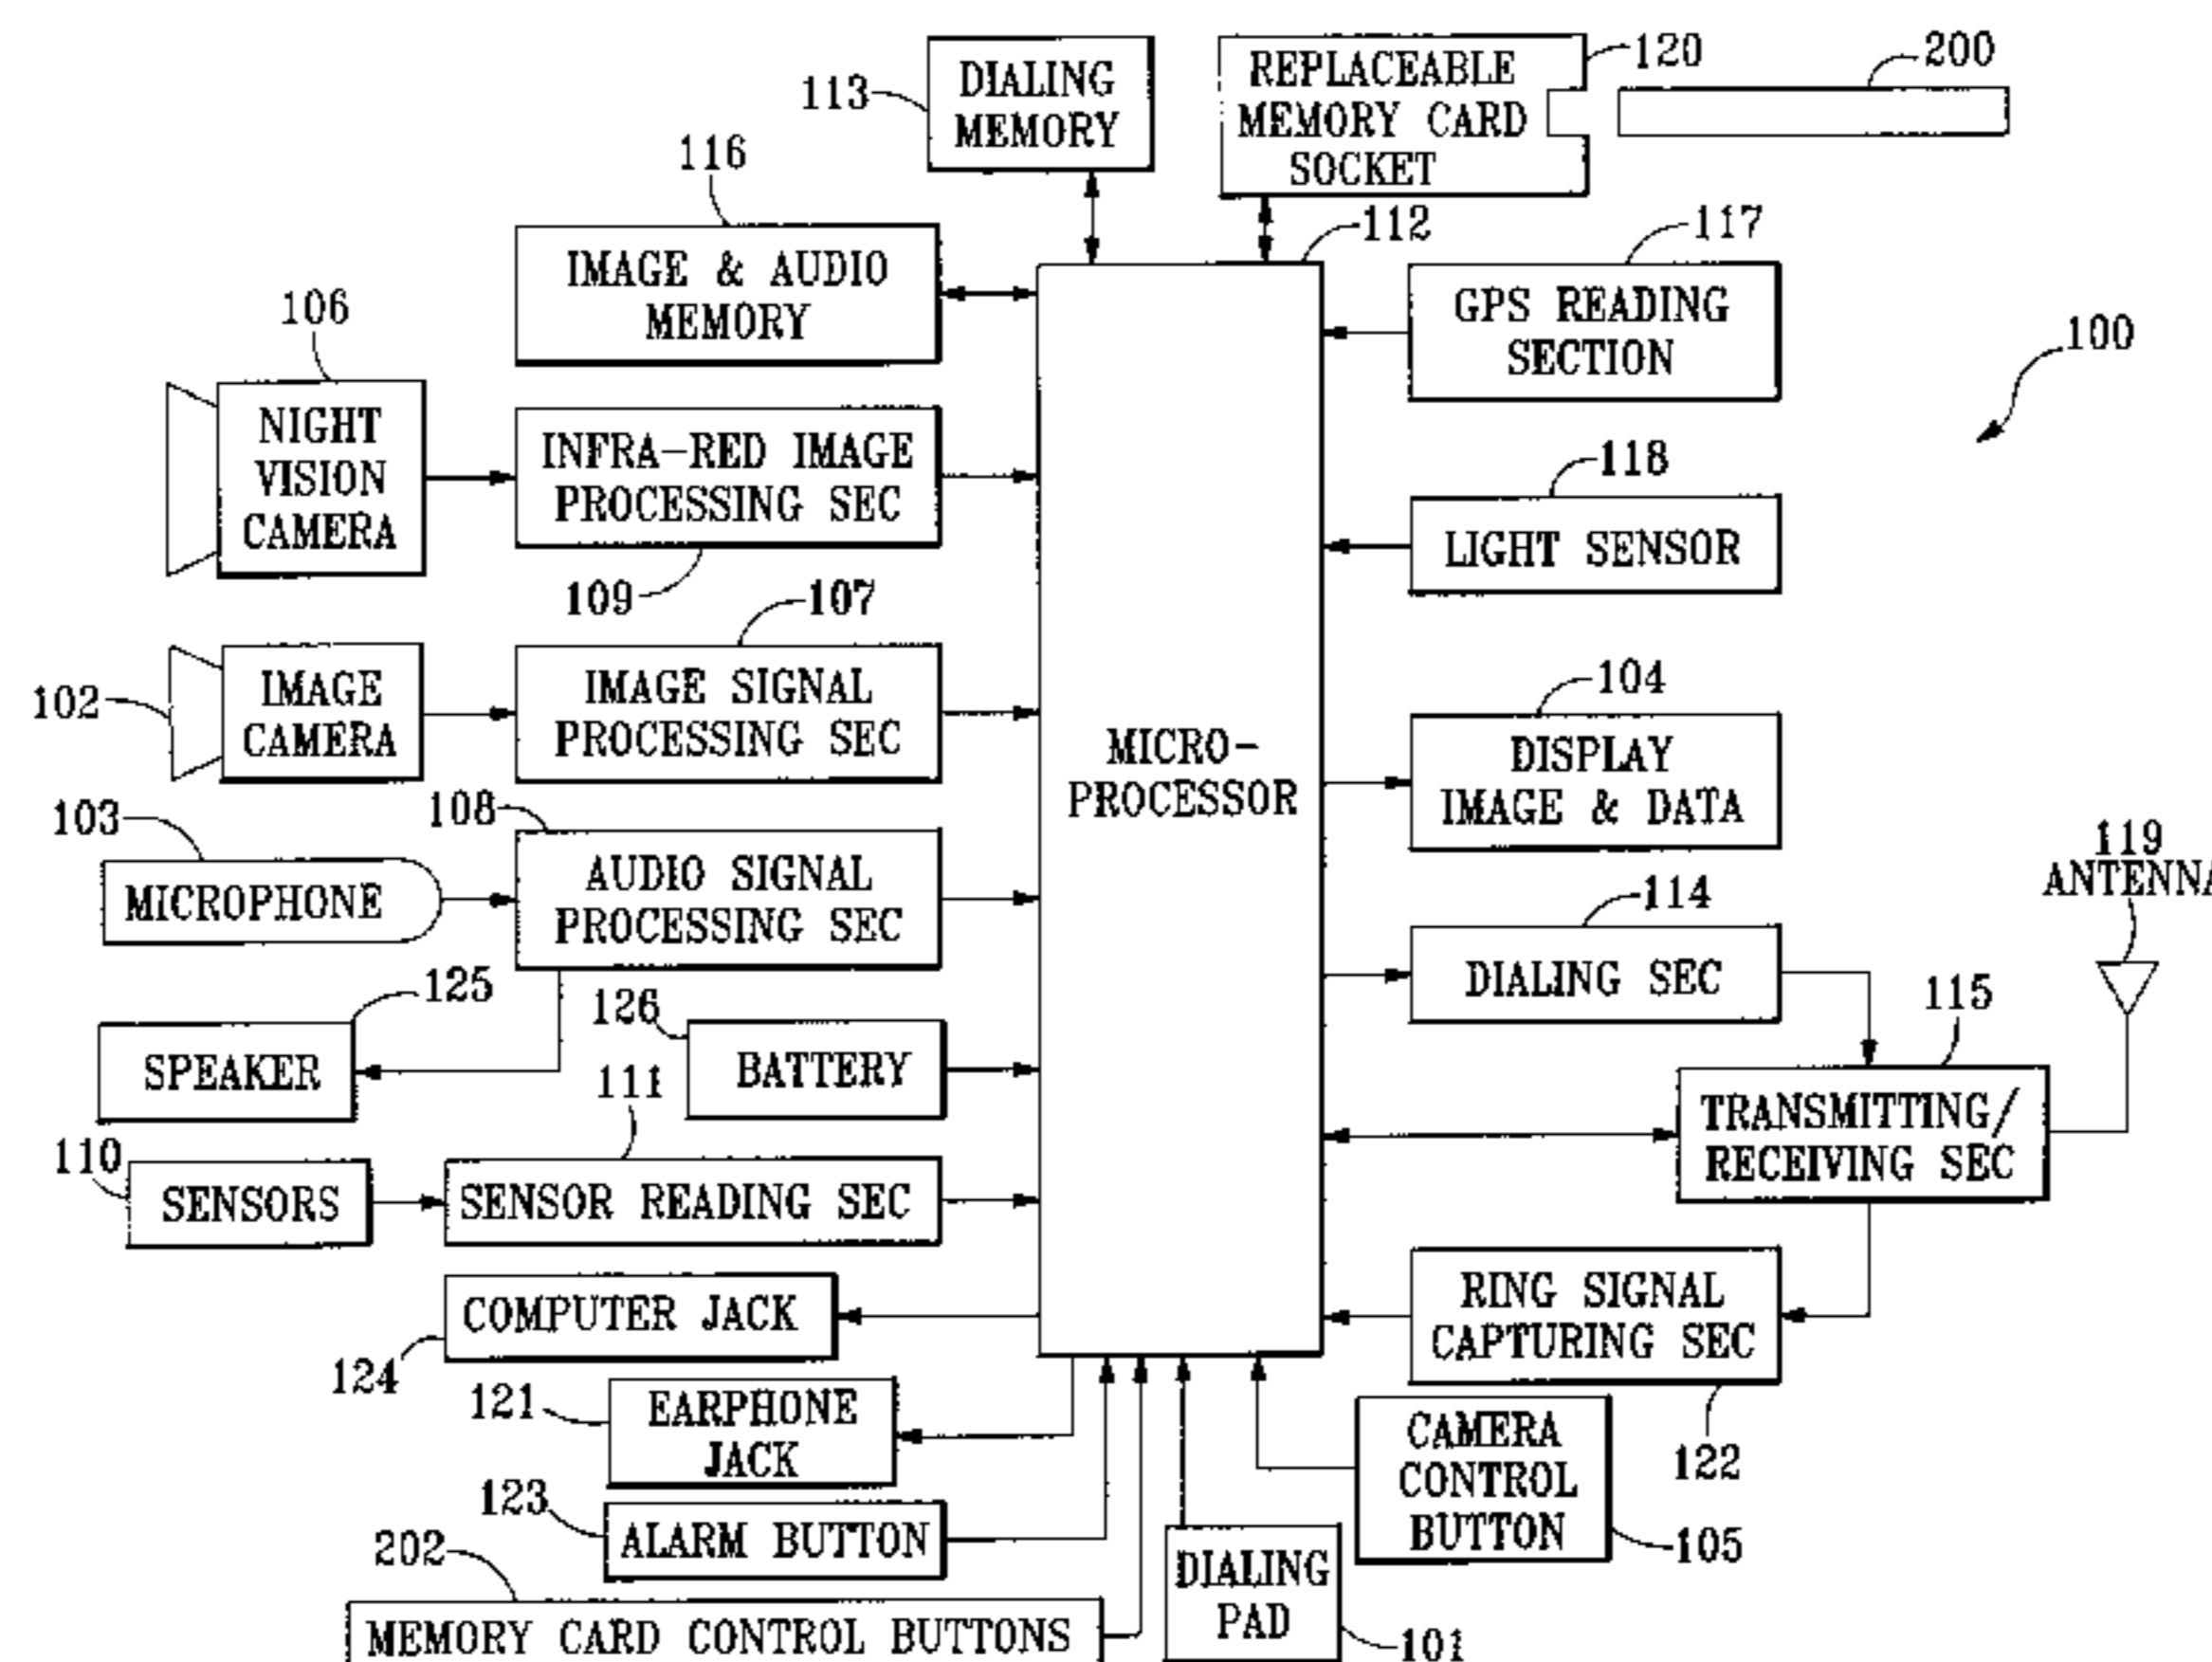 113
DIALING
MEMORY
REPLACEABLE
MEMORY CARD
SOCKET
120
200
116
IMAGE & AUDIO
MEMORY
112
117
GPS READING
SECTION
100
106
NIGHT
VISION
CAMERA
INFRA-RED IMAGE
PROCESSING SEC
109
118
LIGHT SENSOR
107
102
IMAGE
CAMERA
IMAGE SIGNAL
PROCESSING SEC
MICRO-
PROCESSOR
104
DISPLAY
IMAGE & DATA
103
MICROPHONE
108
AUDIO SIGNAL
PROCESSING SEC
114
DIALING SEC
119
ANTENNA
125
SPEAKER
126
BATTERY
115
TRANSMITTING/
RECEIVING SEC
110
SENSORS
111
SENSOR READING SEC
COMPUTER JACK
124
RING SIGNAL
CAPTURING SEC
122
121
EARPHONE
JACK
123
ALARM BUTTON
CAMERA
CONTROL
BUTTON
105
202
MEMORY CARD CONTROL BUTTONS
DIALING
PAD
101